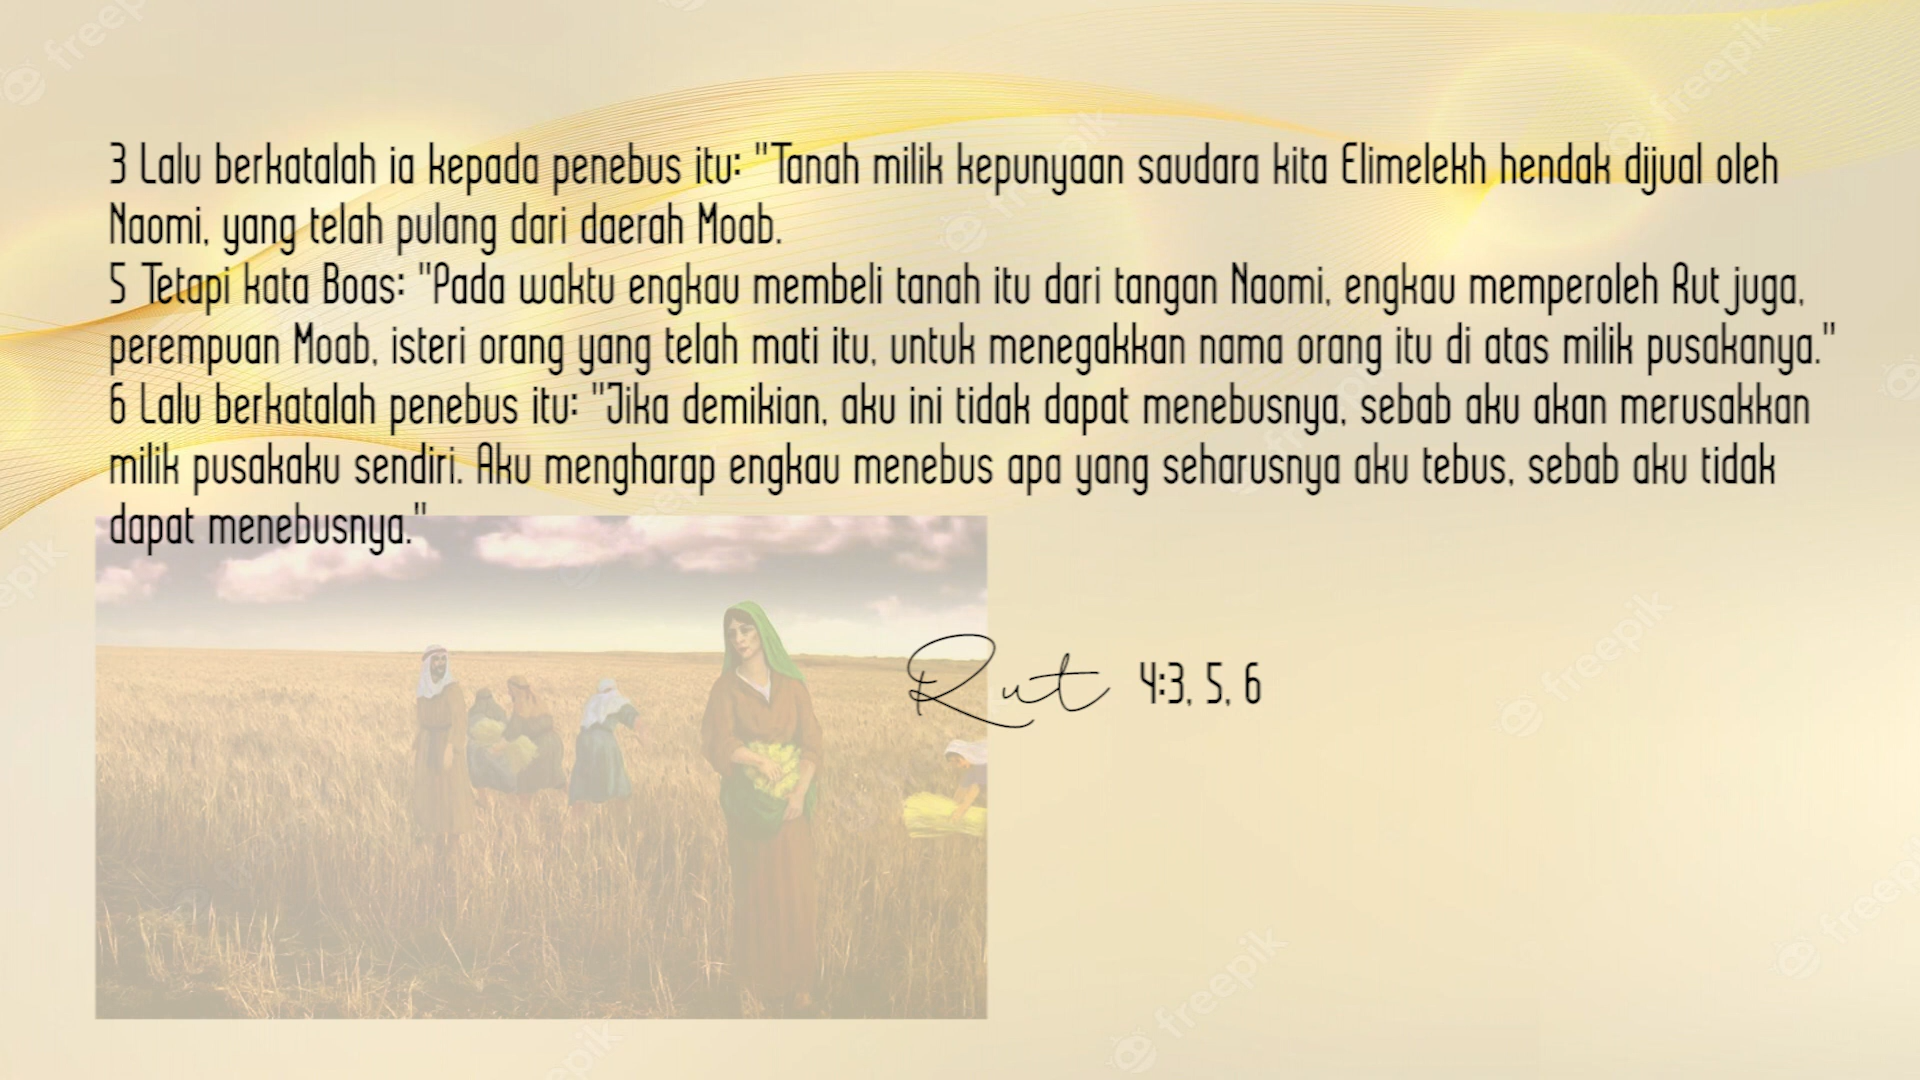 3 Lalu berkatalah ia kepada penebus itu: "Tanah milik kepunyaan saudara kita Elimelekh hendak dijual oleh
Naomi, yang telah pulang dari daerah Moab.
5 Tetapi kata Boas: "Pada waktu engkau membeli tanah itu dari tangan Naomi, engkau memperoleh Rut juga,
perempuan Moab, isteri orang yang telah mati itu, untuk menegakkan nama orang itu di atas milik pusakanya."
6 Lalu berkatalah penebus itu: "Jika demikian, aku ini tidak dapat menebusnya, sebab aku akan merusakkan
milik pusakaku sendiri. Aku mengharap engkau menebus apa yang seharusnya aku tebus, sebab aku tidak
dapat menebusnya."
Rut 4:3, 5, 6
freepik
freepik
freepik
freepik
freepik